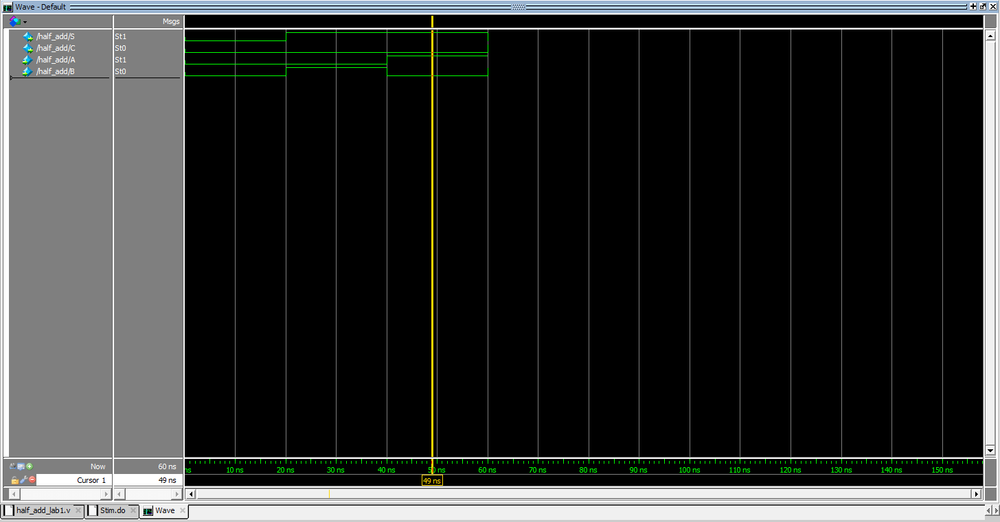 Wave - Default
Msgs
/half_add/S St1
/half_add/C St0
/half_add/A St1
/half_add/B St0
Now 60 ns
ns 10 ns 20 ns 30 ns 40 ns 50 ns 60 ns 70 ns 80 ns 90 ns 100 ns 110 ns 120 ns 130 ns 140 ns 150 ns
Cursor 1 49 ns
49 ns
half_add_lab1.v Stim.do Wave